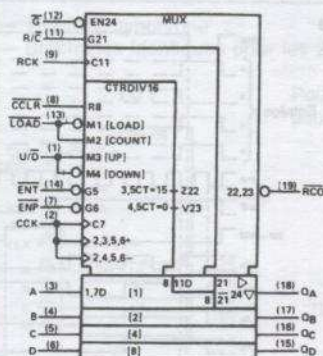 G (12) EN24 MUX
R/C (11) G21
RCK (9) C11
CTRDIV16
CCLR (8) R8
LOAD (13) M1 [LOAD]
M2 [COUNT]
U/D (1) M3 [UP]
M4 [DOWN]
ENT (14) G5 3,5CT=15 Z22 22,23 (19) RCO
ENP (7) G6 4,5CT=0 V23
CCK (2) C7
2,3,5,6+
2,4,5,6-
8 11D 21
A (3) 1,7D [1] 8 21 24 (18) QA
B (4) [2] (17) QB
C (5) [4] (16) QC
D (6) [8] (15) QD